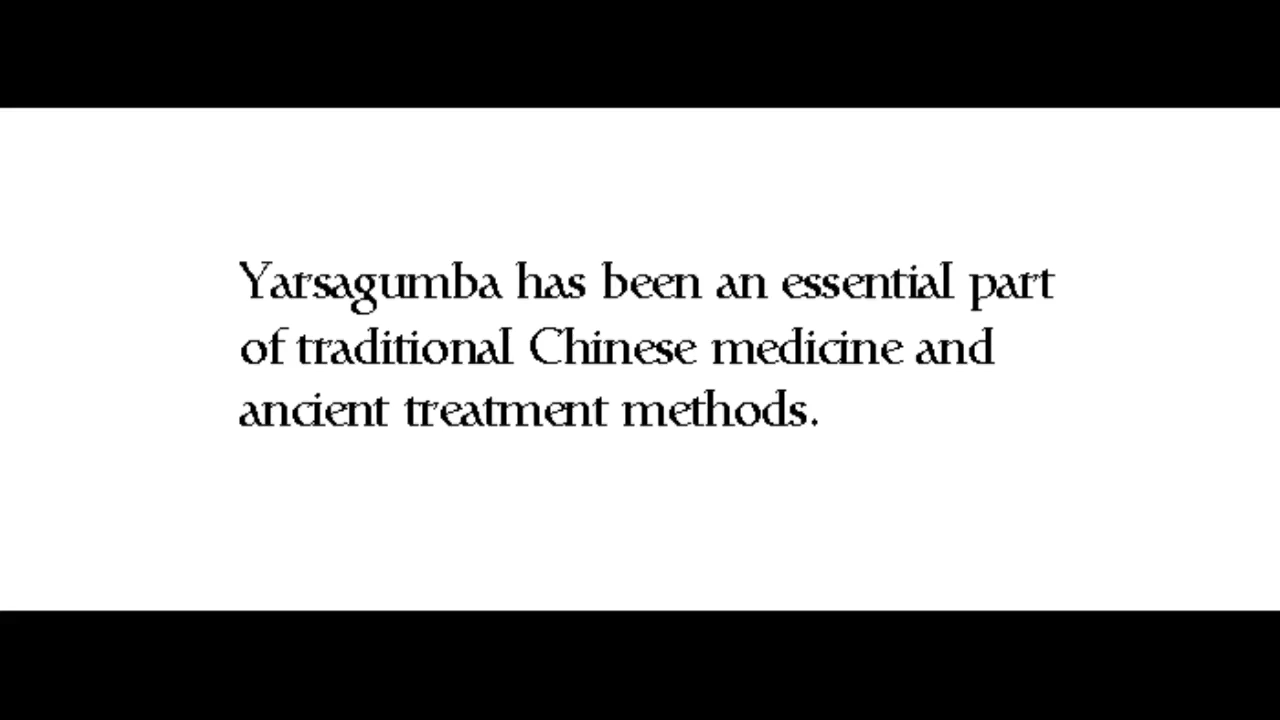 Yarsagumba has been an essential part
of traditional Chinese medicine and
ancient treatment methods.